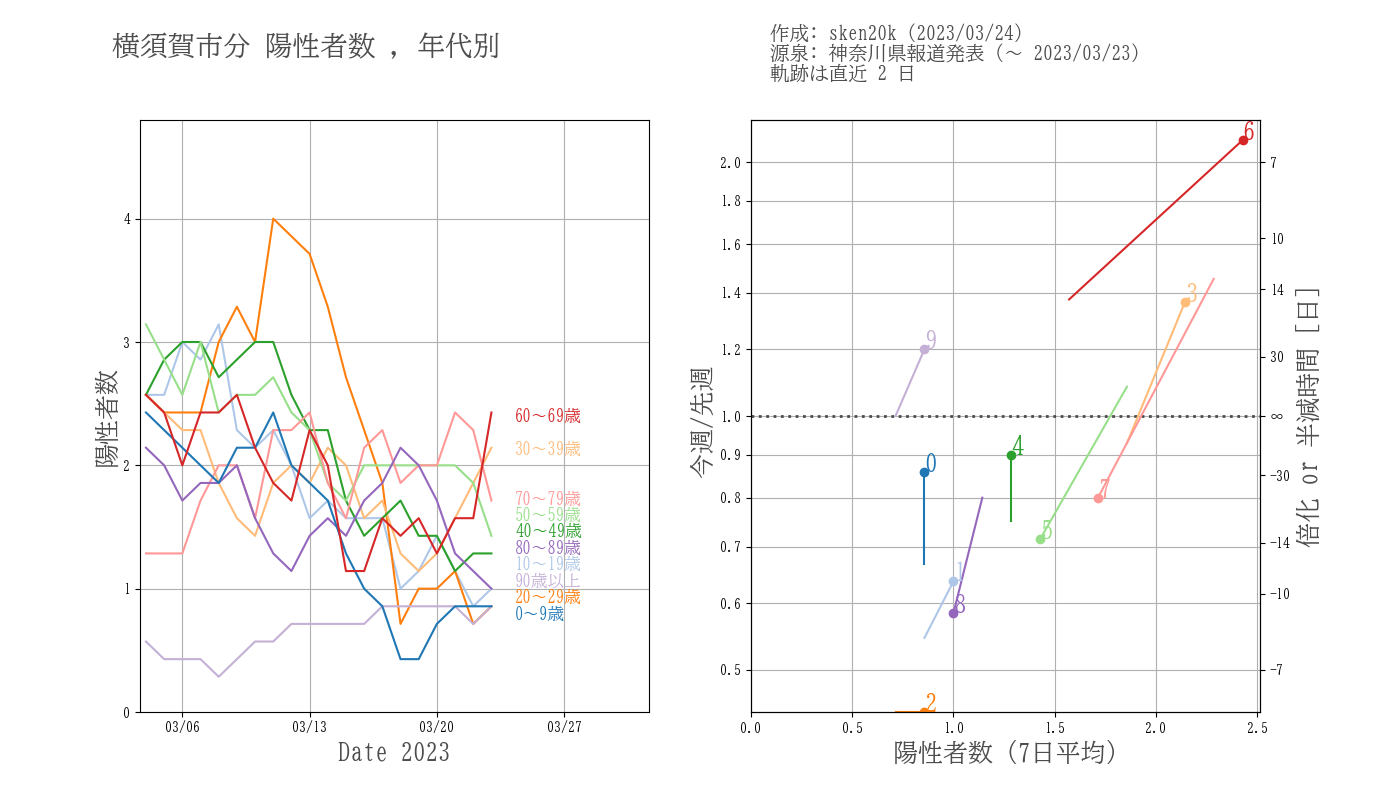 横須賀市分 陽性者数 , 年代別
作成: sken20k (2023/03/24)
源泉: 神奈川県報道発表 (～ 2023/03/23)
軌跡は直近 2 日
陽性者数
4
3
2
1
0
03/06
03/13
03/20
03/27
Date 2023
60～69歳
30～39歳
70～79歳
50～59歳
40～49歳
80～89歳
10～19歳
90歳以上
20～29歳
0～9歳
今週/先週
2.0
1.8
1.6
1.4
1.2
1.0
0.9
0.8
0.7
0.6
0.5
0.0
0.5
1.0
1.5
2.0
2.5
陽性者数 (7日平均)
6
3
9
4
0
7
5
1
8
2
7
10
14
30
∞
-30
-14
-10
-7
倍化 or 半減時間 [日]